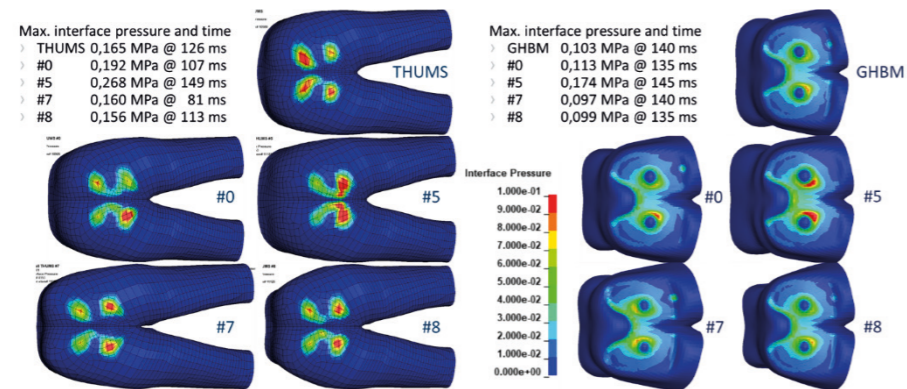 Max. interface pressure and time
› THUMS 0,165 MPa @ 126 ms
› #0 0,192 MPa @ 107 ms
› #5 0,268 MPa @ 149 ms
› #7 0,160 MPa @ 81 ms
› #8 0,156 MPa @ 113 ms
THUMS
#0
#5
#7
#8
Max. interface pressure and time
› GHBM 0,103 MPa @ 140 ms
› #0 0,113 MPa @ 135 ms
› #5 0,174 MPa @ 145 ms
› #7 0,097 MPa @ 140 ms
› #8 0,099 MPa @ 135 ms
GHBM
Interface Pressure
1.000e-01
9.000e-02
8.000e-02
7.000e-02
6.000e-02
5.000e-02
4.000e-02
3.000e-02
2.000e-02
1.000e-02
0.000e+00
#0
#5
#7
#8